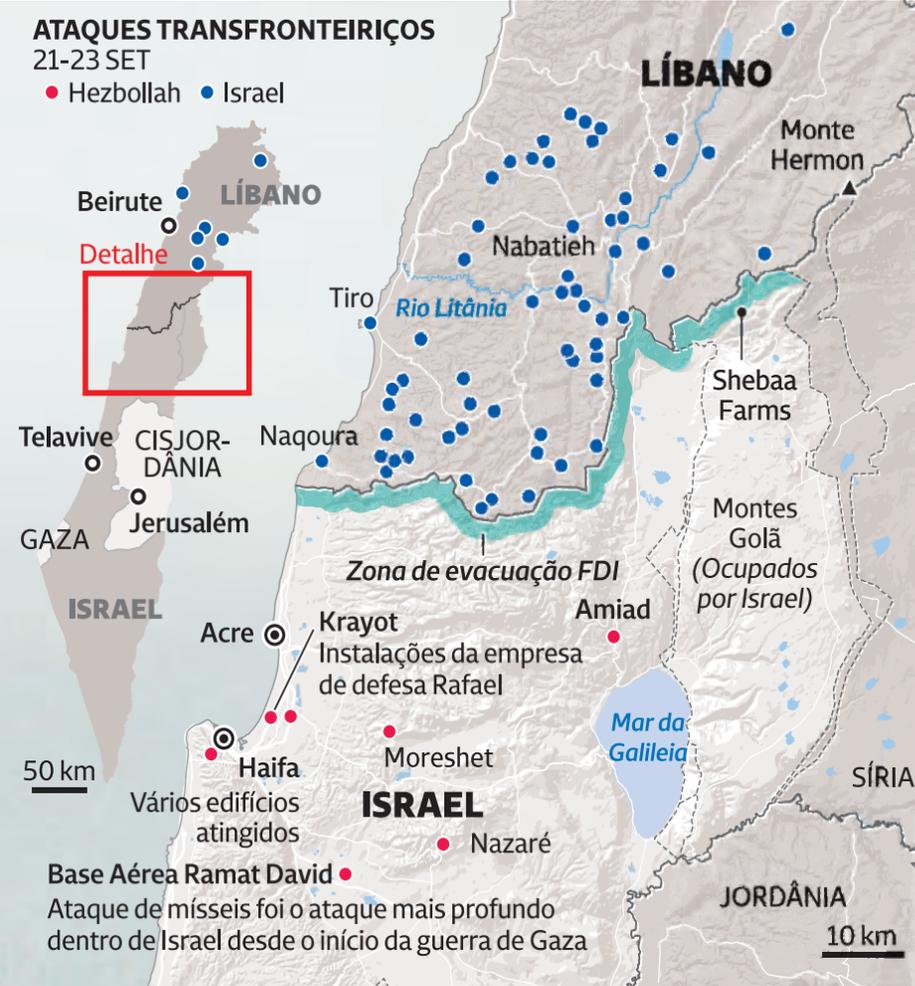 ATAQUES TRANSFRONTEIRIÇOS
21-23 SET
Hezbollah Israel
LÍBANO
Monte
Hermon
LÍBANO
Beirute
Detalhe
Nabatieh
Tiro
Rio Litânia
Shebaa
Farms
Telavive
CISJOR-
DÂNIA
Naqoura
Jerusalém
GAZA
Montes
Golã
(Ocupados
por Israel)
Zona de evacuação FDI
ISRAEL
Amiad
Acre
Krayot
Instalações da empresa
de defesa Rafael
Mar da
Galileia
Moreshet
50 km
Haifa
Vários edifícios
atingidos
SÍRIA
ISRAEL
Nazaré
Base Aérea Ramat David
Ataque de mísseis foi o ataque mais profundo
dentro de Israel desde o início da guerra de Gaza
JORDÂNIA
10 km